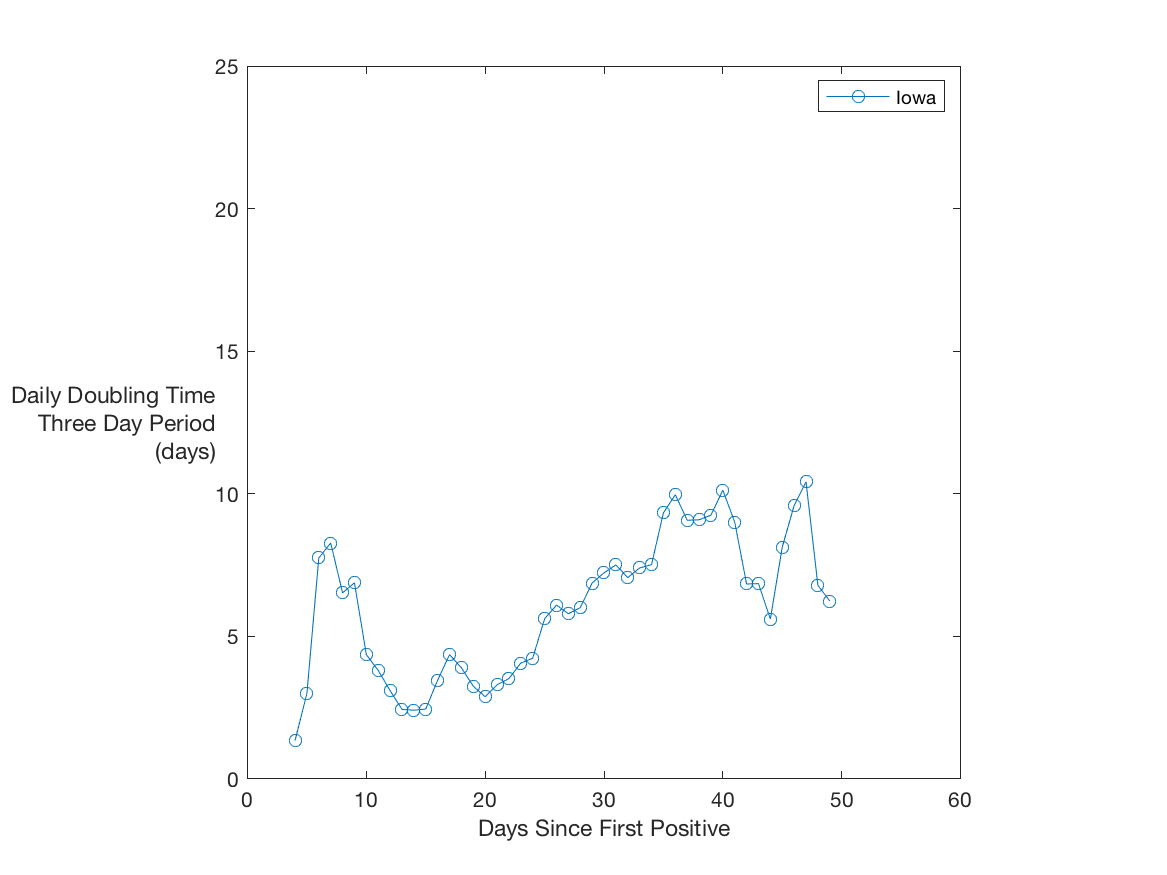 25
Iowa
20
15
Daily Doubling Time
Three Day Period
(days)
10
5
0
0 10 20 30 40 50 60
Days Since First Positive